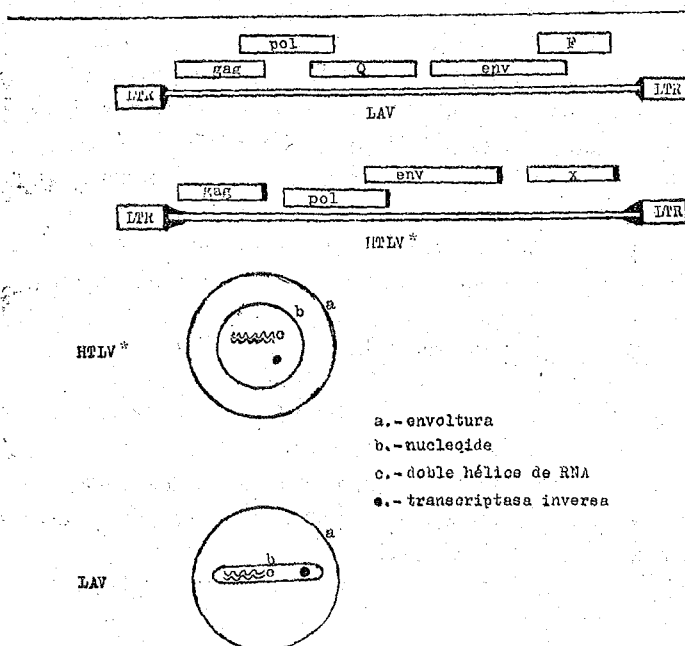 pol F
gag Q env
LTR LTR
LAV
env x
gag pol
LTR LTR
HTLV*
b a
c
HTLV*
a.-envoltura
b.-nucleoide
c.-doble hélice de RNA
●.-transcriptasa inversa
a
b
c
LAV